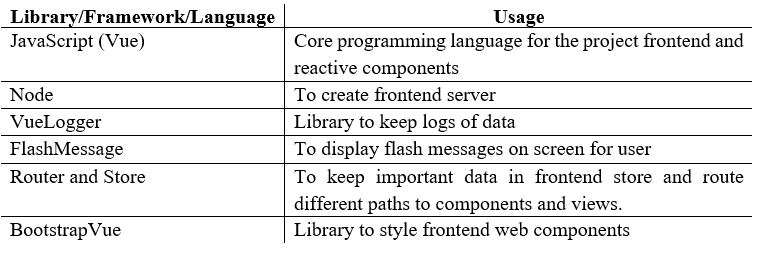 Library/Framework/Language Usage
JavaScript (Vue) Core programming language for the project frontend and
reactive components
Node To create frontend server
VueLogger Library to keep logs of data
FlashMessage To display flash messages on screen for user
Router and Store To keep important data in frontend store and route
different paths to components and views.
BootstrapVue Library to style frontend web components